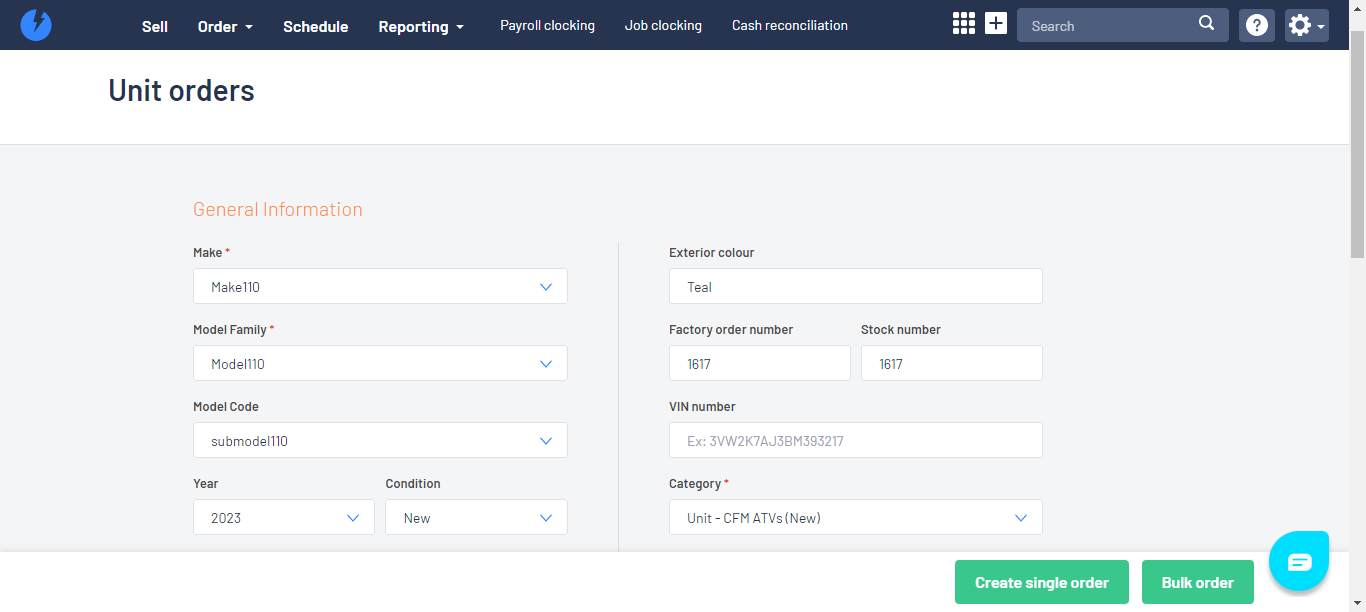 Sell Order Schedule Reporting Payroll clocking Job clocking Cash reconciliation Search
Unit orders
General Information
Make *
Make110
Model Family *
Model110
Model Code
submodel110
Year Condition
2023 New
Exterior colour
Teal
Factory order number Stock number
1617 1617
VIN number
Ex: 3VW2K7AJ3BM393217
Category *
Unit - CFM ATVs (New)
Create single order Bulk order